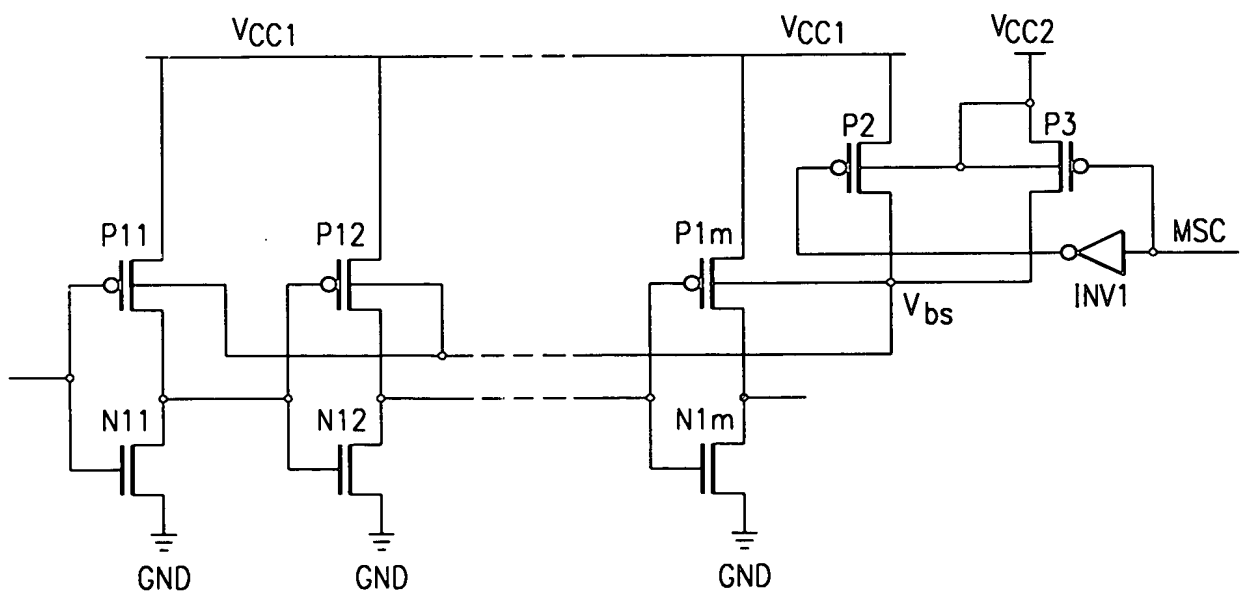 VCC1
VCC1
VCC2
P2
P3
P11
P12
P1m
MSC
INV1
Vbs
N11
N12
N1m
GND
GND
GND